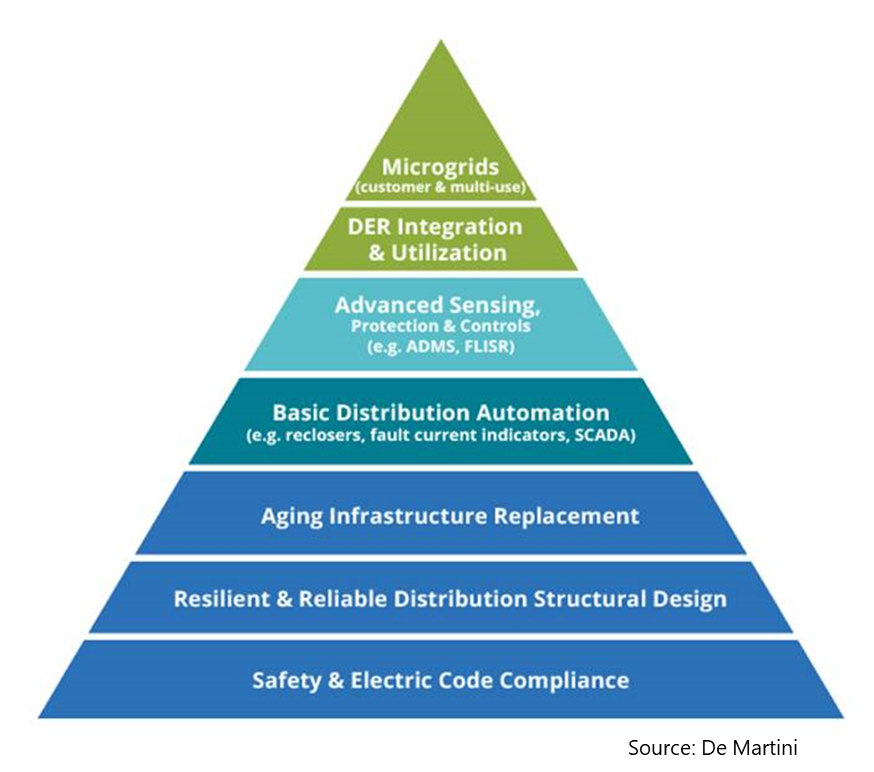 Microgrids
(customer & multi-use)
DER Integration
& Utilization
Advanced Sensing,
Protection & Controls
(e.g. ADMS, FLISR)
Basic Distribution Automation
(e.g. reclosers, fault current indicators, SCADA)
Aging Infrastructure Replacement
Resilient & Reliable Distribution Structural Design
Safety & Electric Code Compliance
Source: De Martini